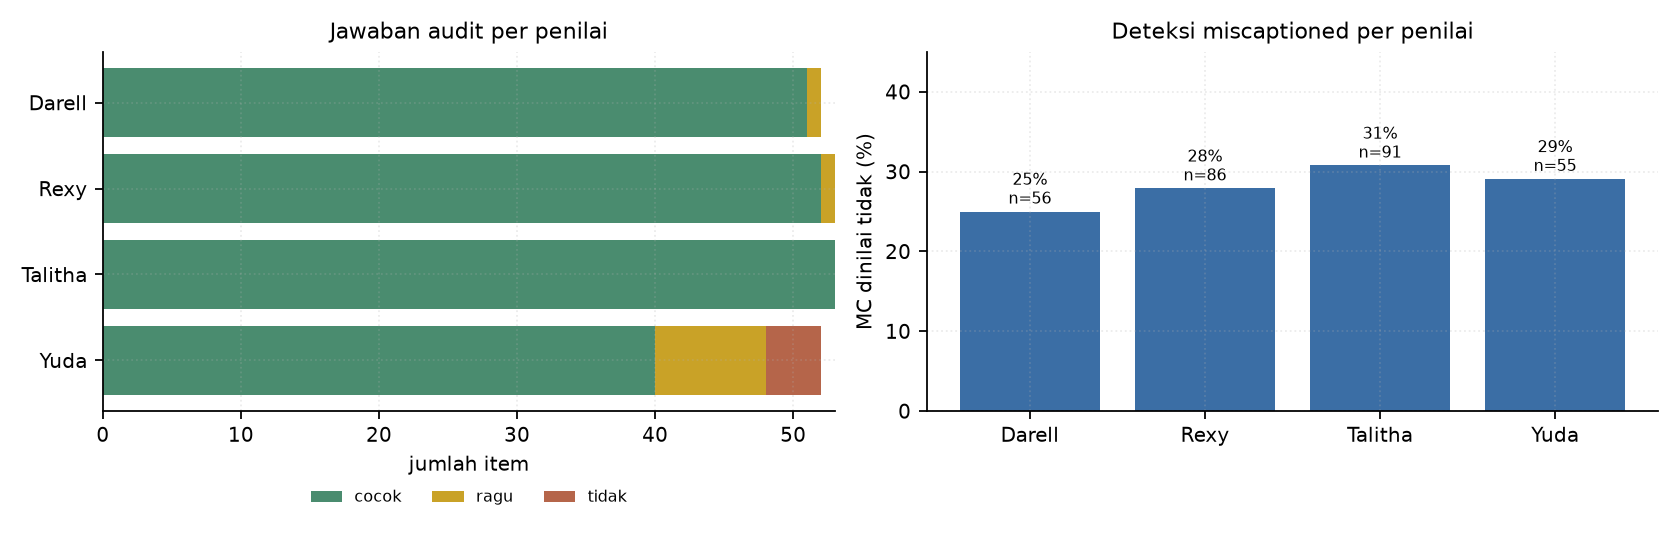 Jawaban audit per penilai
Darell
Rexy
Talitha
Yuda
0 10 20 30 40 50
jumlah item
cocok ragu tidak
Deteksi miscaptioned per penilai
MC dinilai tidak (%)
40
30
20
10
0
25%
n=56
28%
n=86
31%
n=91
29%
n=55
Darell Rexy Talitha Yuda